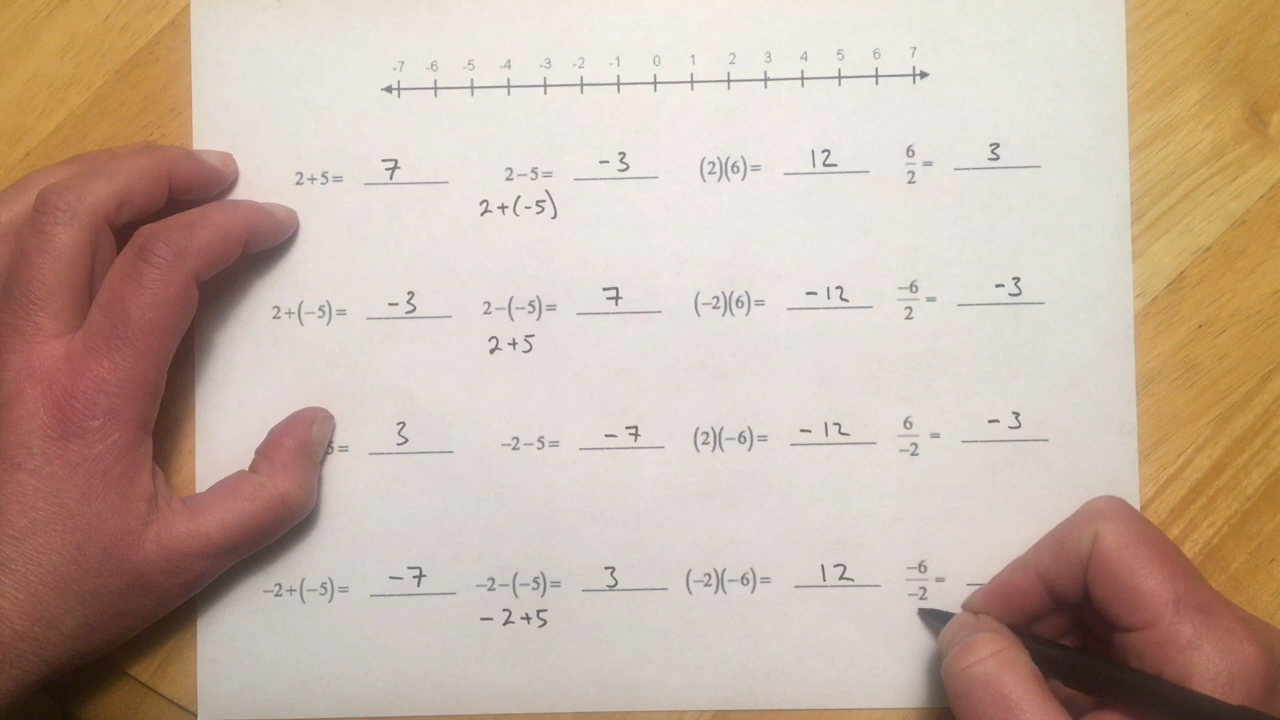 -7 -6 -5 -4 -3 -2 -1 0 1 2 3 4 5 6 7
2+5= 7 2-5= -3 (2)(6)= 12 6/2 = 3
2+(-5)
2+(-5)= -3 2-(-5)= 7 (-2)(6)= -12 -6/2 = -3
2+5
= 3 -2-5= -7 (2)(-6)= -12 6/-2 = -3
-2+(-5)= -7 -2-(-5)= 3 (-2)(-6)= 12 -6/-2 =
-2+5